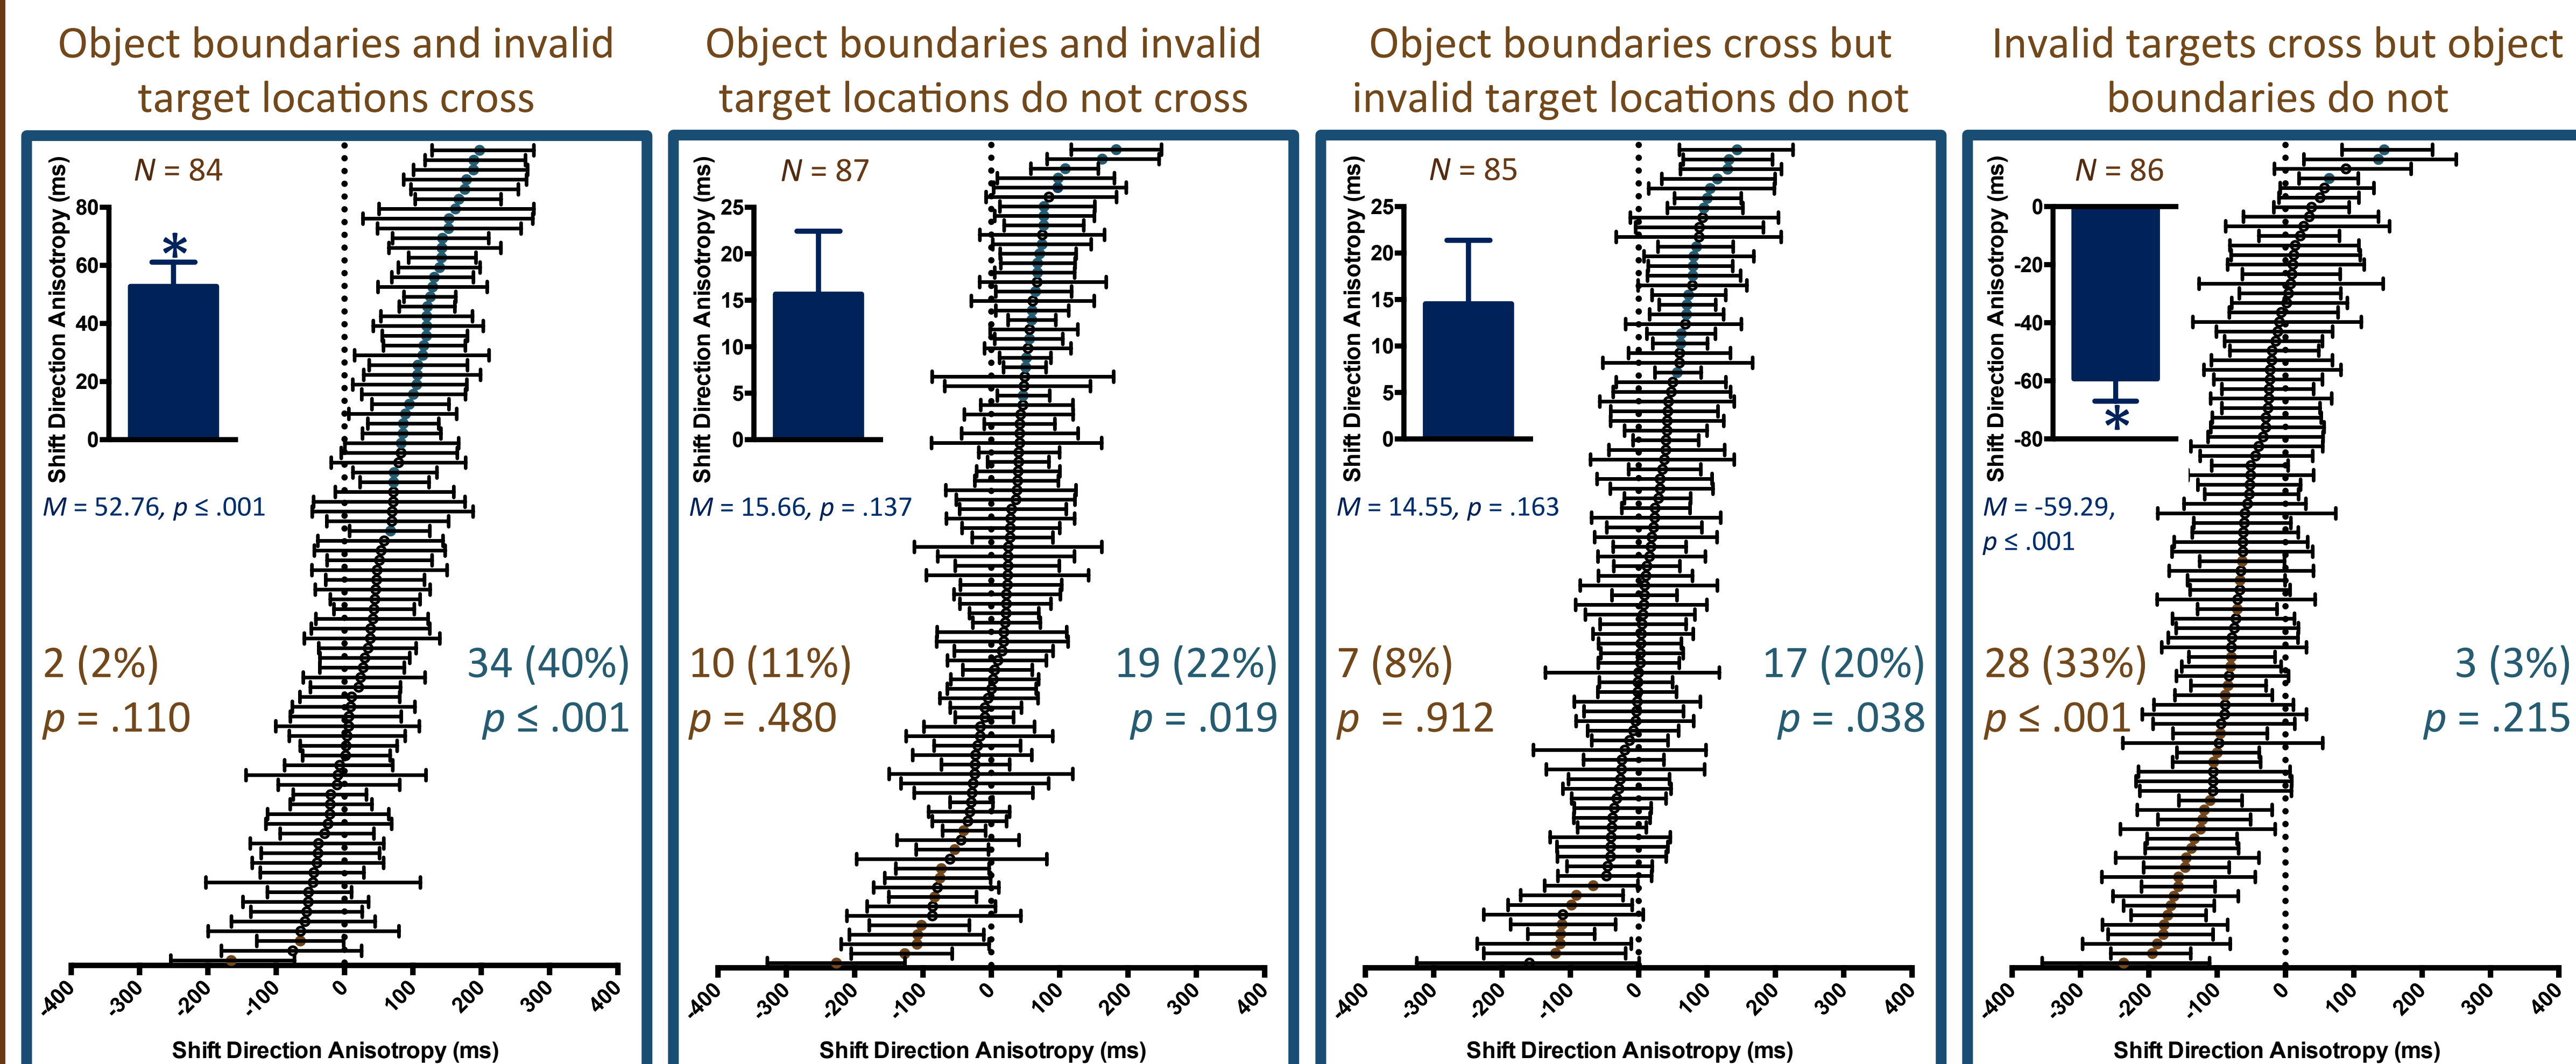 Object boundaries and invalid
target locations cross
N = 84
Shift Direction Anisotropy (ms)
80
60
40
20
0
*
M = 52.76, p ≤ .001
2 (2%)
p = .110
34 (40%)
p ≤ .001
-400
-300
-200
-100
0
100
200
300
400
Shift Direction Anisotropy (ms)
Object boundaries and invalid
target locations do not cross
N = 87
Shift Direction Anisotropy (ms)
25
20
15
10
5
0
M = 15.66, p = .137
10 (11%)
p = .480
19 (22%)
p = .019
-400
-300
-200
-100
0
100
200
300
400
Shift Direction Anisotropy (ms)
Object boundaries cross but
invalid target locations do not
N = 85
Shift Direction Anisotropy (ms)
25
20
15
10
5
0
M = 14.55, p = .163
7 (8%)
p = .912
17 (20%)
p = .038
-400
-300
-200
-100
0
100
200
300
400
Shift Direction Anisotropy (ms)
Invalid targets cross but object
boundaries do not
N = 86
Shift Direction Anisotropy (ms)
0
-20
-40
-60
-80
*
M = -59.29,
p ≤ .001
28 (33%)
p ≤ .001
3 (3%)
p = .215
-400
-300
-200
-100
0
100
200
300
400
Shift Direction Anisotropy (ms)